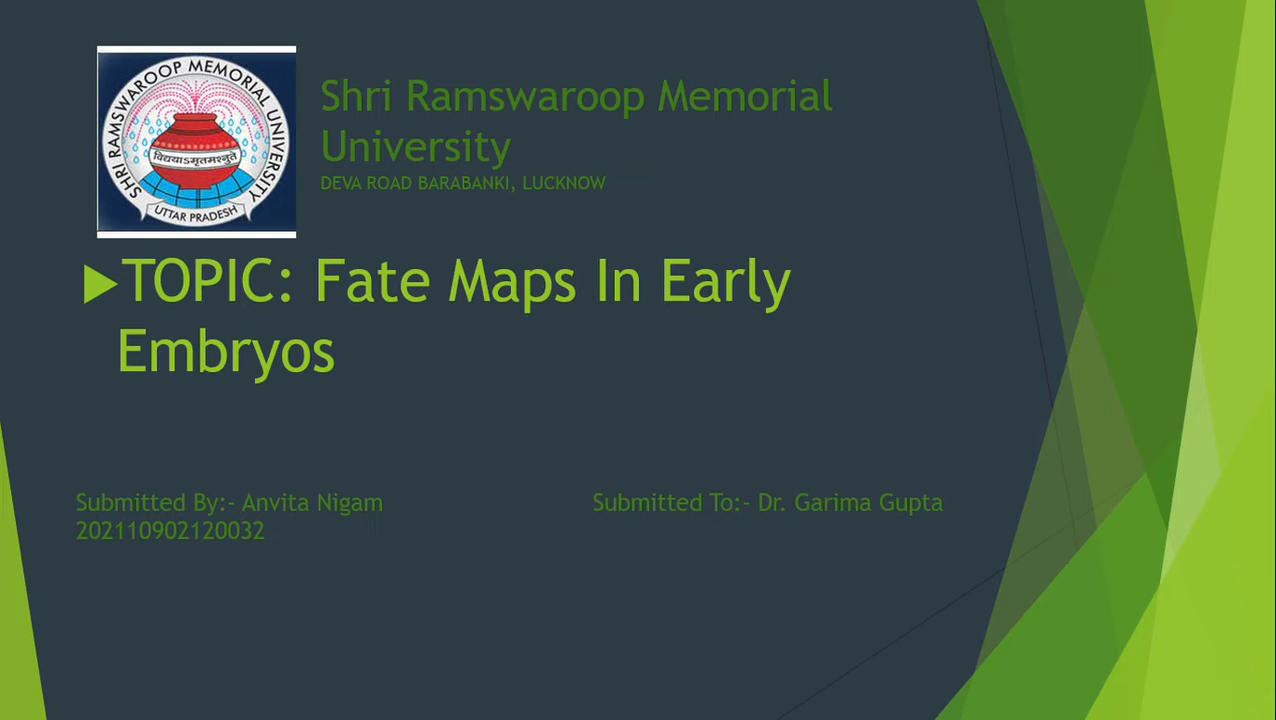 SHRI RAMSWAROOP MEMORIAL UNIVERSITY
विद्ययाऽमृतमश्नुते
UTTAR PRADESH
Shri Ramswaroop Memorial
University
DEVA ROAD BARABANKI, LUCKNOW
TOPIC: Fate Maps In Early
Embryos
Submitted By:- Anvita Nigam
202110902120032
Submitted To:- Dr. Garima Gupta